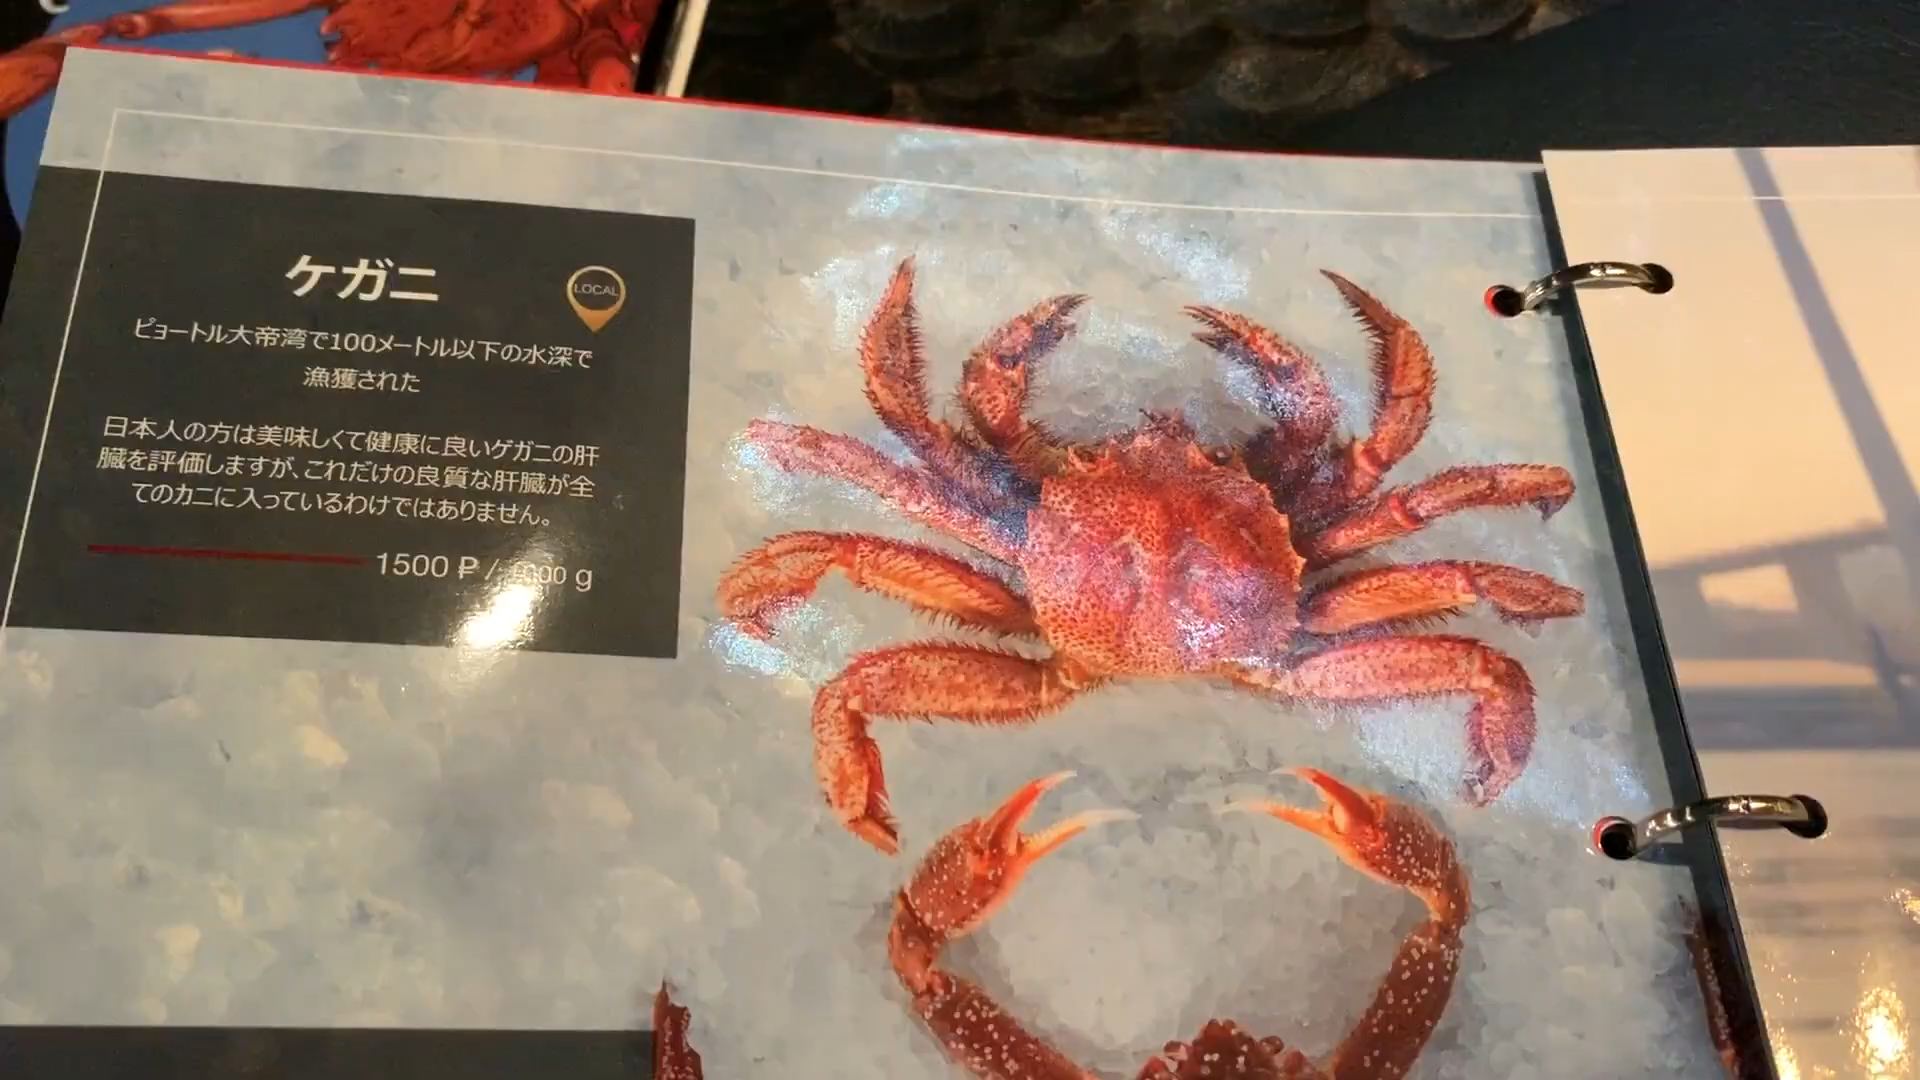 ケガニ
LOCAL
ピョートル大帝湾で100メートル以下の水深で
漁獲された
日本人の方は美味しくて健康に良いゲガニの肝
臓を評価しますが、これだけの良質な肝臓が全
てのカニに入っているわけではありません。
1500 ₽ / 1000 g